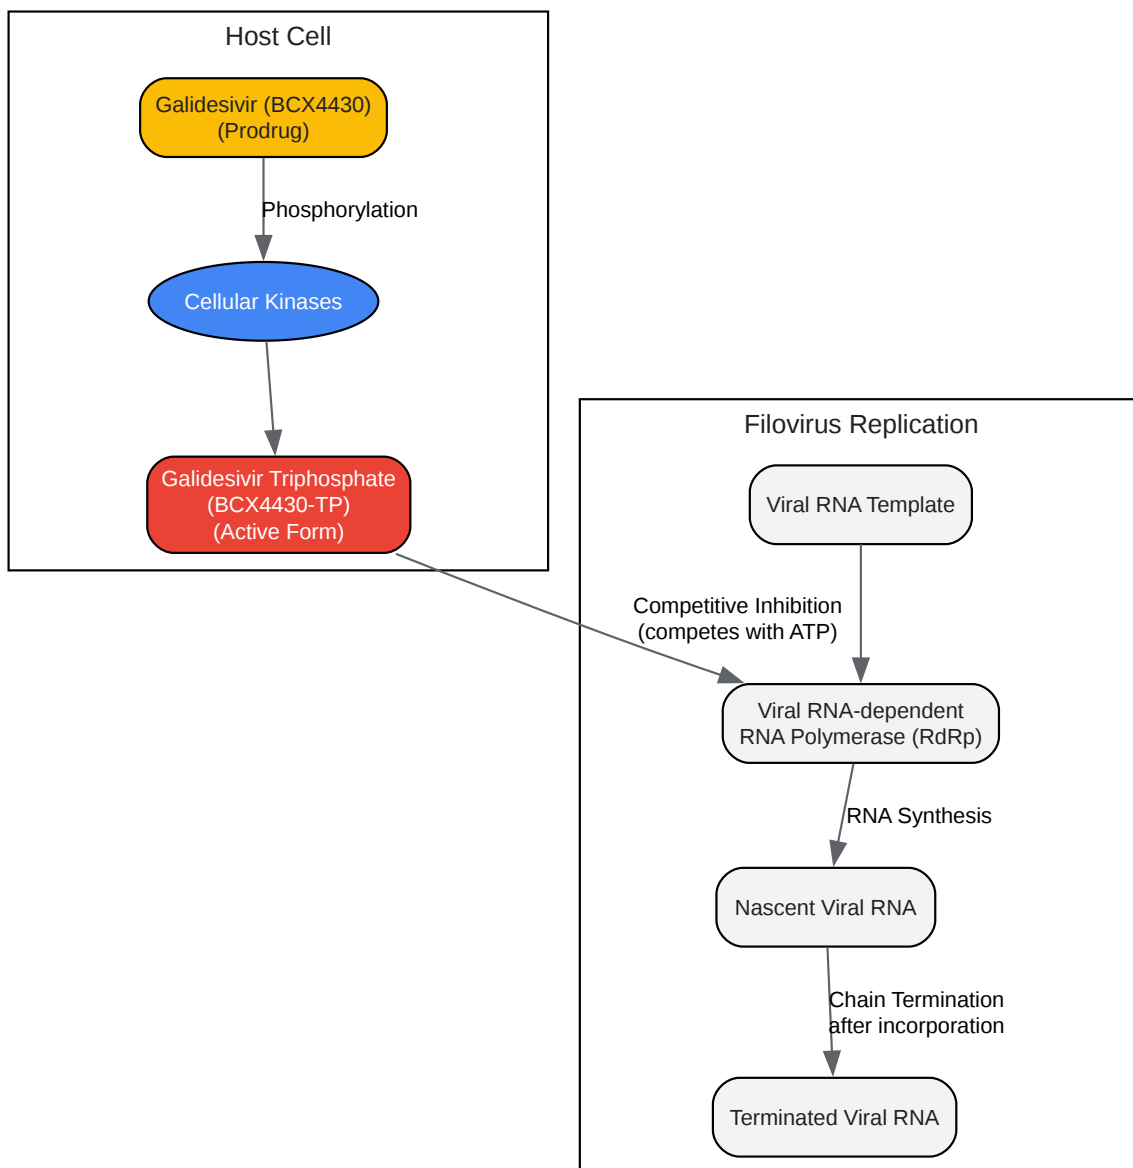 Host Cell
Galidesivir (BCX4430)
(Prodrug)
Phosphorylation
Cellular Kinases
Galidesivir Triphosphate
(BCX4430-TP)
(Active Form)
Filovirus Replication
Viral RNA Template
Competitive Inhibition
(competes with ATP)
Viral RNA-dependent
RNA Polymerase (RdRp)
RNA Synthesis
Nascent Viral RNA
Chain Termination
after incorporation
Terminated Viral RNA